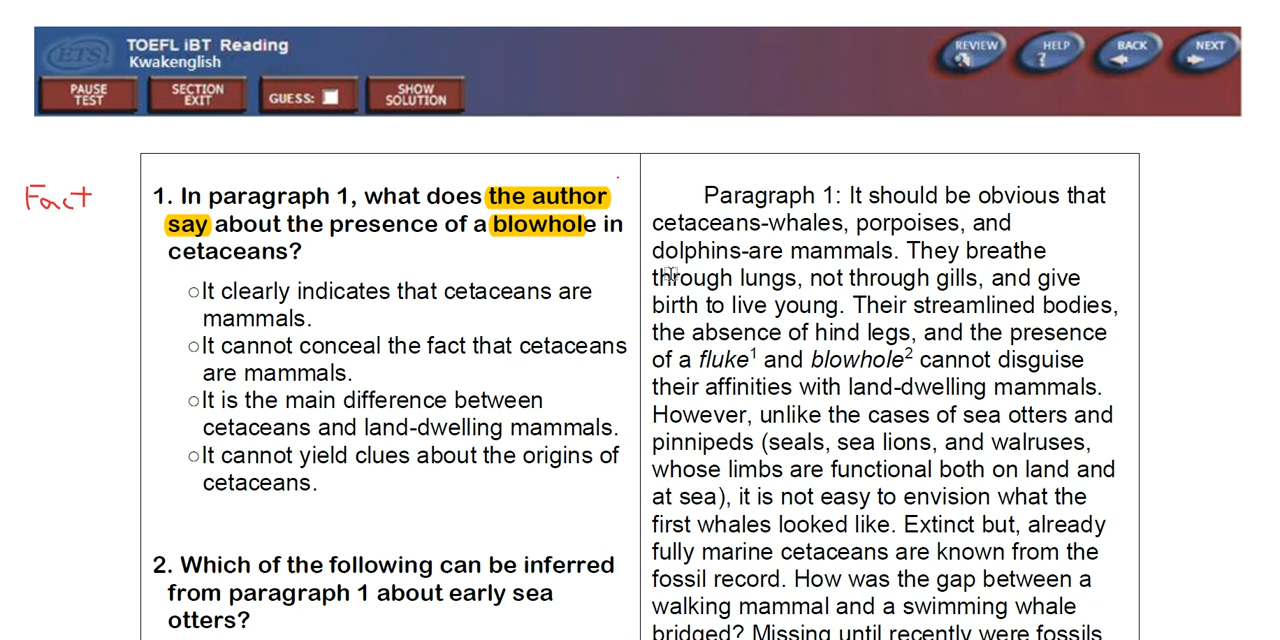 ETS
TOEFL iBT Reading
Kwakenglish
REVIEW
HELP
?
BACK
NEXT
PAUSE
TEST
SECTION
EXIT
GUESS:
SHOW
SOLUTION
Fact
1. In paragraph 1, what does the author
say about the presence of a blowhole in
cetaceans?
○It clearly indicates that cetaceans are
mammals.
○It cannot conceal the fact that cetaceans
are mammals.
○It is the main difference between
cetaceans and land-dwelling mammals.
○It cannot yield clues about the origins of
cetaceans.
2. Which of the following can be inferred
from paragraph 1 about early sea
otters?
Paragraph 1: It should be obvious that
cetaceans-whales, porpoises, and
dolphins-are mammals. They breathe
through lungs, not through gills, and give
birth to live young. Their streamlined bodies,
the absence of hind legs, and the presence
of a fluke¹ and blowhole² cannot disguise
their affinities with land-dwelling mammals.
However, unlike the cases of sea otters and
pinnipeds (seals, sea lions, and walruses,
whose limbs are functional both on land and
at sea), it is not easy to envision what the
first whales looked like. Extinct but, already
fully marine cetaceans are known from the
fossil record. How was the gap between a
walking mammal and a swimming whale
bridged? Missing until recently were fossils